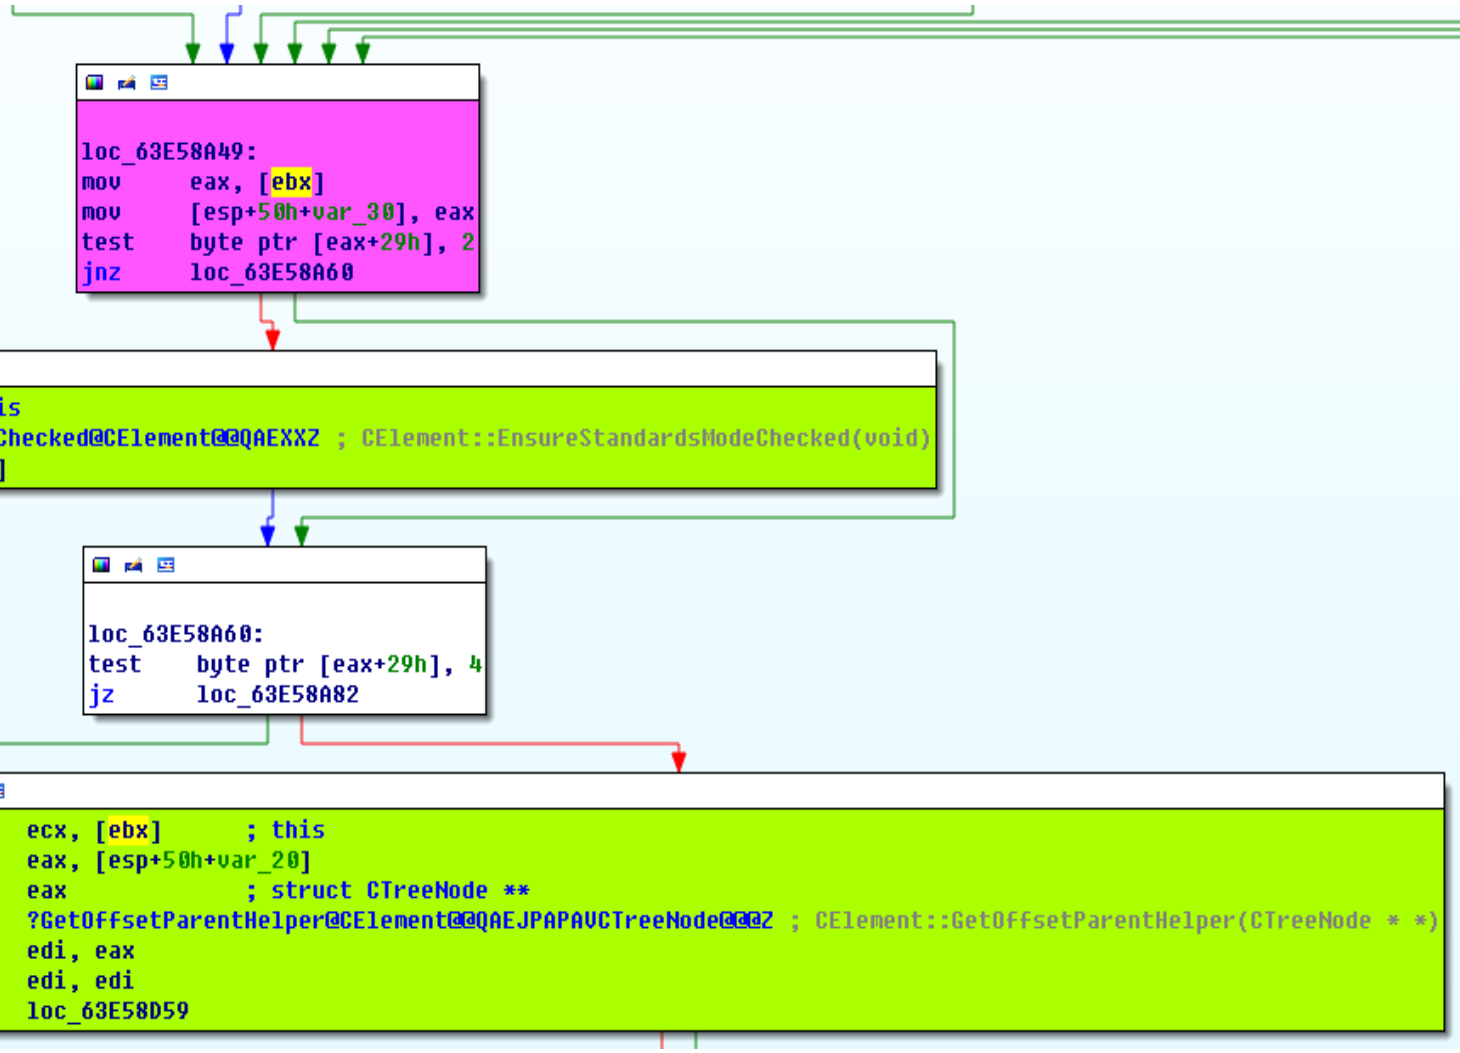 loc_63E58A49:
mov eax, [ebx]
mov [esp+50h+var_30], eax
test byte ptr [eax+29h], 2
jnz loc_63E58A60
is
Checked@CElement@@QAEXXZ ; CElement::EnsureStandardsModeChecked(void)
]
loc_63E58A60:
test byte ptr [eax+29h], 4
jz loc_63E58A82
ecx, [ebx] ; this
eax, [esp+50h+var_20]
eax ; struct CTreeNode **
?GetOffsetParentHelper@CElement@@QAEJPAPAVCTreeNode@@@Z ; CElement::GetOffsetParentHelper(CTreeNode * *)
edi, eax
edi, edi
loc_63E58D59